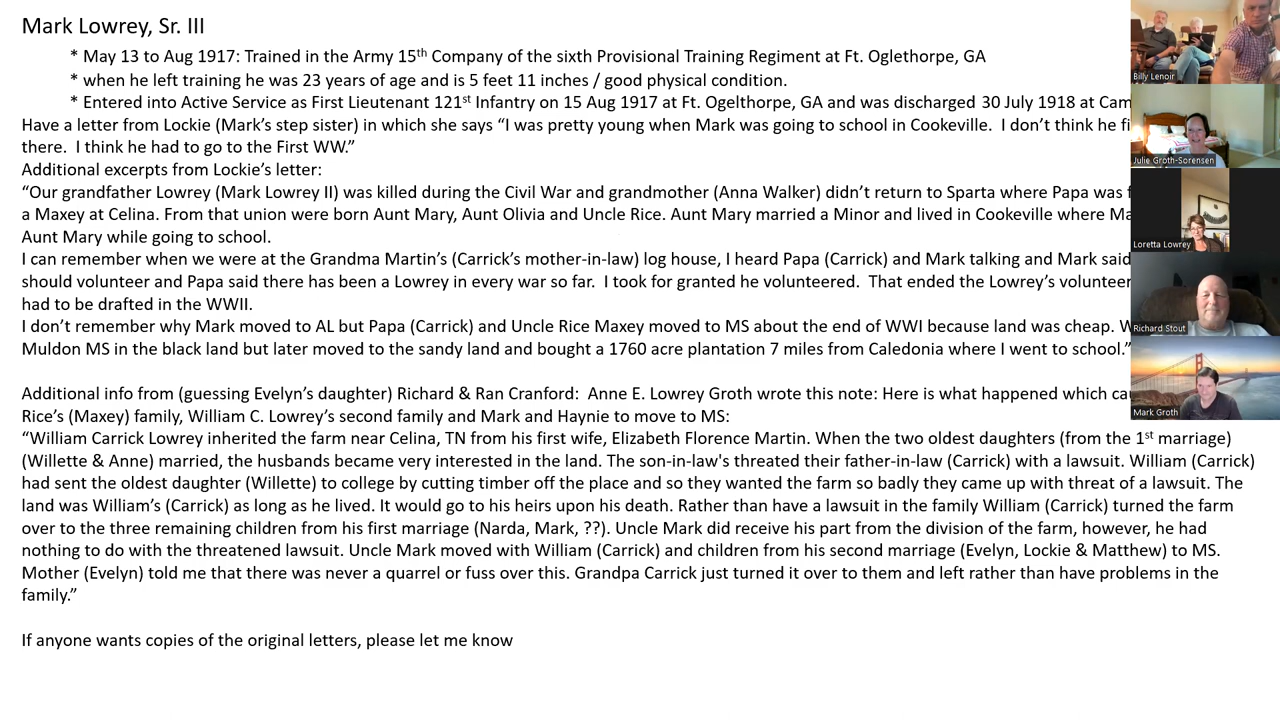 Mark Lowrey, Sr. III
* May 13 to Aug 1917: Trained in the Army 15th Company of the sixth Provisional Training Regiment at Ft. Oglethorpe, GA
* when he left training he was 23 years of age and is 5 feet 11 inches / good physical condition.
* Entered into Active Service as First Lieutenant 121st Infantry on 15 Aug 1917 at Ft. Ogelthorpe, GA and was discharged 30 July 1918 at
Have a letter from Lockie (Mark's step sister) in which she says "I was pretty young when Mark was going to school in Cookeville.  I don't think he
there.  I think he had to go to the First WW."
Additional excerpts from Lockie's letter:
"Our grandfather Lowrey (Mark Lowrey II) was killed during the Civil War and grandmother (Anna Walker) didn't return to Sparta where Papa was
a Maxey at Celina. From that union were born Aunt Mary, Aunt Olivia and Uncle Rice. Aunt Mary married a Minor and lived in Cookeville where
Aunt Mary while going to school.
I can remember when we were at the Grandma Martin's (Carrick's mother-in-law) log house, I heard Papa (Carrick) and Mark talking and Mark said
should volunteer and Papa said there has been a Lowrey in every war so far.  I took for granted he volunteered.  That ended the Lowrey's
had to be drafted in the WWII.
I don't remember why Mark moved to AL but Papa (Carrick) and Uncle Rice Maxey moved to MS about the end of WWI because land was cheap.
Muldon MS in the black land but later moved to the sandy land and bought a 1760 acre plantation 7 miles from Caledonia where I went to school."
Additional info from (guessing Evelyn's daughter) Richard & Ran Cranford:  Anne E. Lowrey Groth wrote this note: Here is what happened which
Rice's (Maxey) family, William C. Lowrey's second family and Mark and Haynie to move to MS:
"William Carrick Lowrey inherited the farm near Celina, TN from his first wife, Elizabeth Florence Martin. When the two oldest daughters (from the 1st marriage)
(Willette & Anne) married, the husbands became very interested in the land. The son-in-law's threated their father-in-law (Carrick) with a lawsuit. William (Carrick)
had sent the oldest daughter (Willette) to college by cutting timber off the place and so they wanted the farm so badly they came up with threat of a lawsuit. The
land was William's (Carrick) as long as he lived. It would go to his heirs upon his death. Rather than have a lawsuit in the family William (Carrick) turned the farm
over to the three remaining children from his first marriage (Narda, Mark, ??). Uncle Mark did receive his part from the division of the farm, however, he had
nothing to do with the threatened lawsuit. Uncle Mark moved with William (Carrick) and children from his second marriage (Evelyn, Lockie & Matthew) to MS.
Mother (Evelyn) told me that there was never a quarrel or fuss over this. Grandpa Carrick just turned it over to them and left rather than have problems in the
family."
If anyone wants copies of the original letters, please let me know
Billy Lenoir
Julie Groth-Sorensen
Loretta Lowrey
Richard Stout
Mark Groth